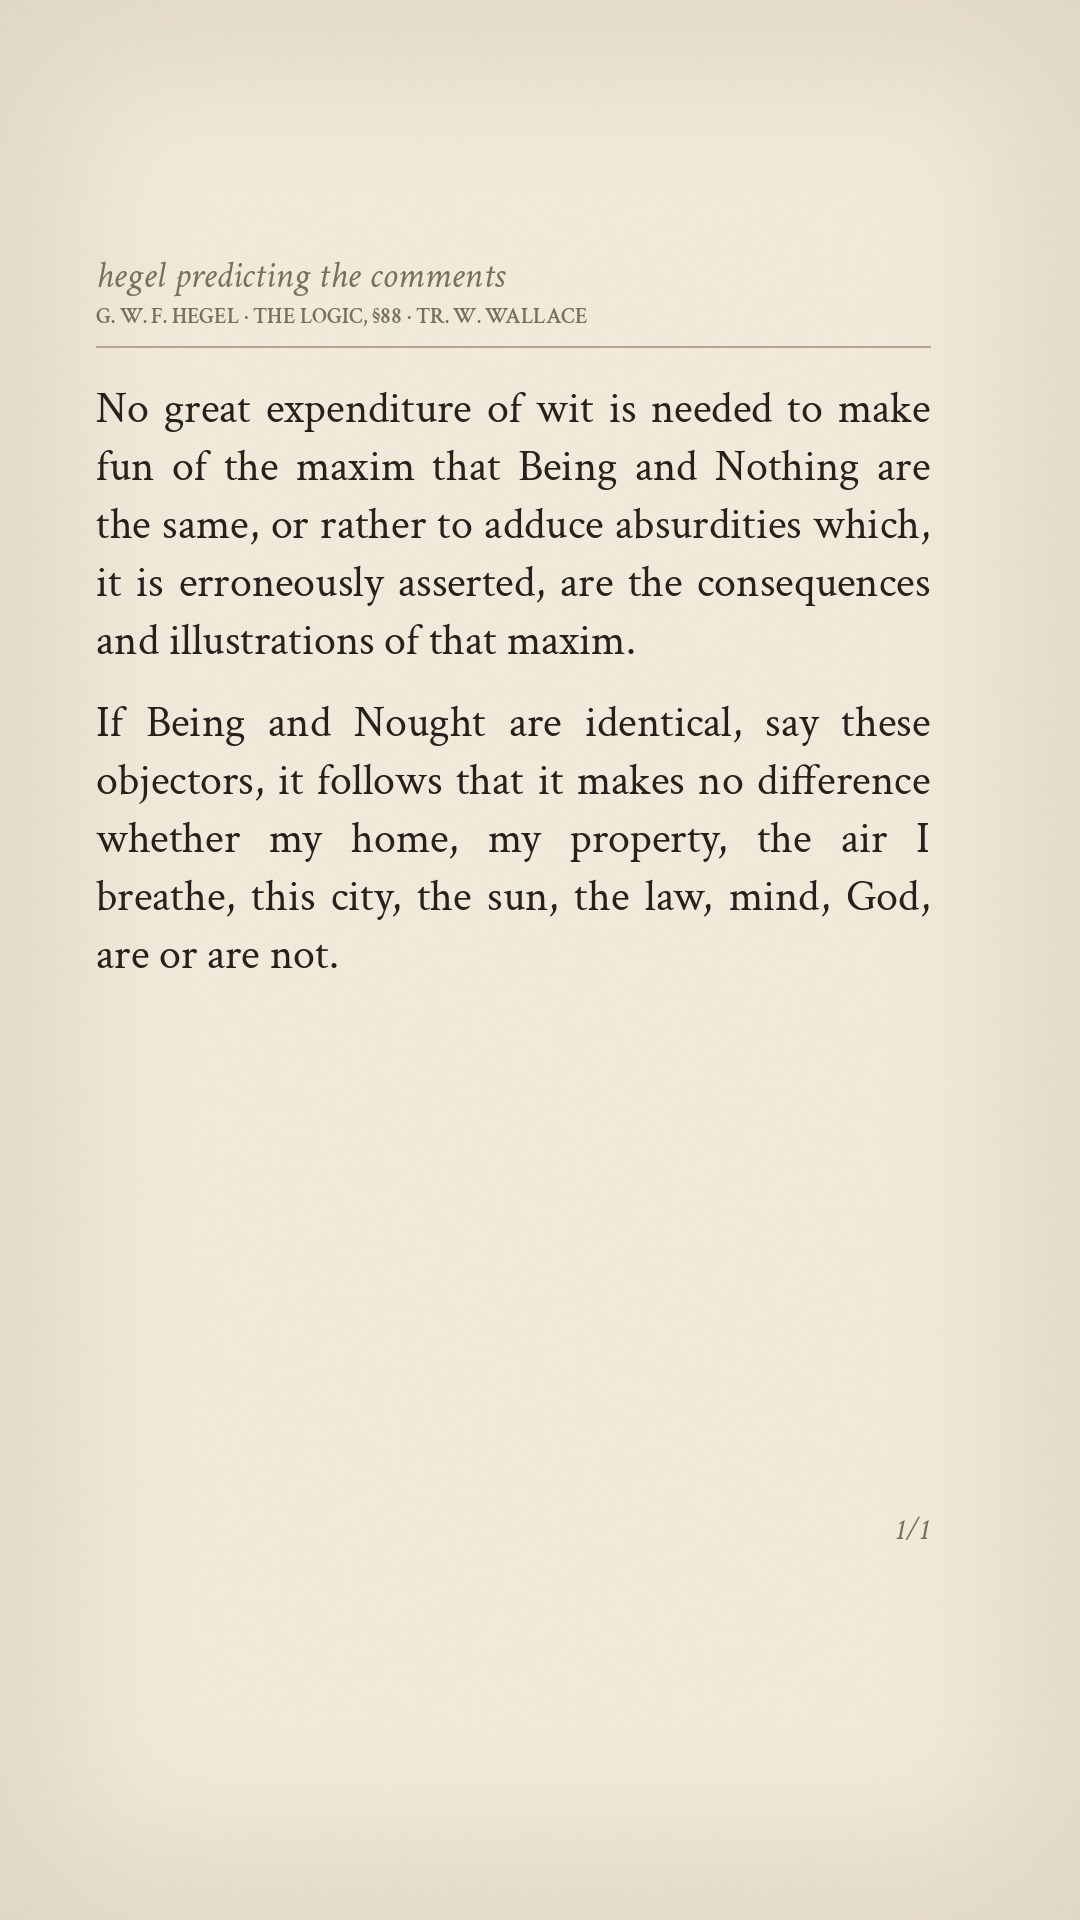 hegel predicting the comments
G. W. F. HEGEL · THE LOGIC, §88 · TR. W. WALLACE
No great expenditure of wit is needed to make
fun of the maxim that Being and Nothing are
the same, or rather to adduce absurdities which,
it is erroneously asserted, are the consequences
and illustrations of that maxim.
If Being and Nought are identical, say these
objectors, it follows that it makes no difference
whether my home, my property, the air I
breathe, this city, the sun, the law, mind, God,
are or are not.
1/1